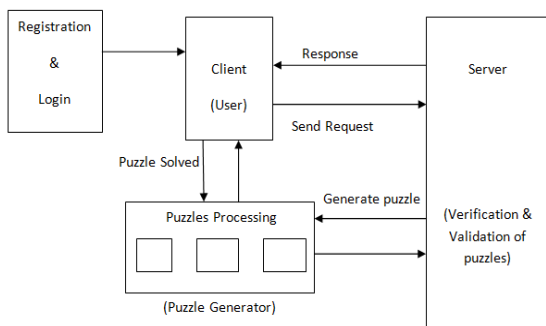 Registration
&
Login
Client
(User)
Response
Send Request
Server
Puzzle Solved
Generate puzzle
Puzzles Processing
(Puzzle Generator)
(Verification &
Validation of
puzzles)